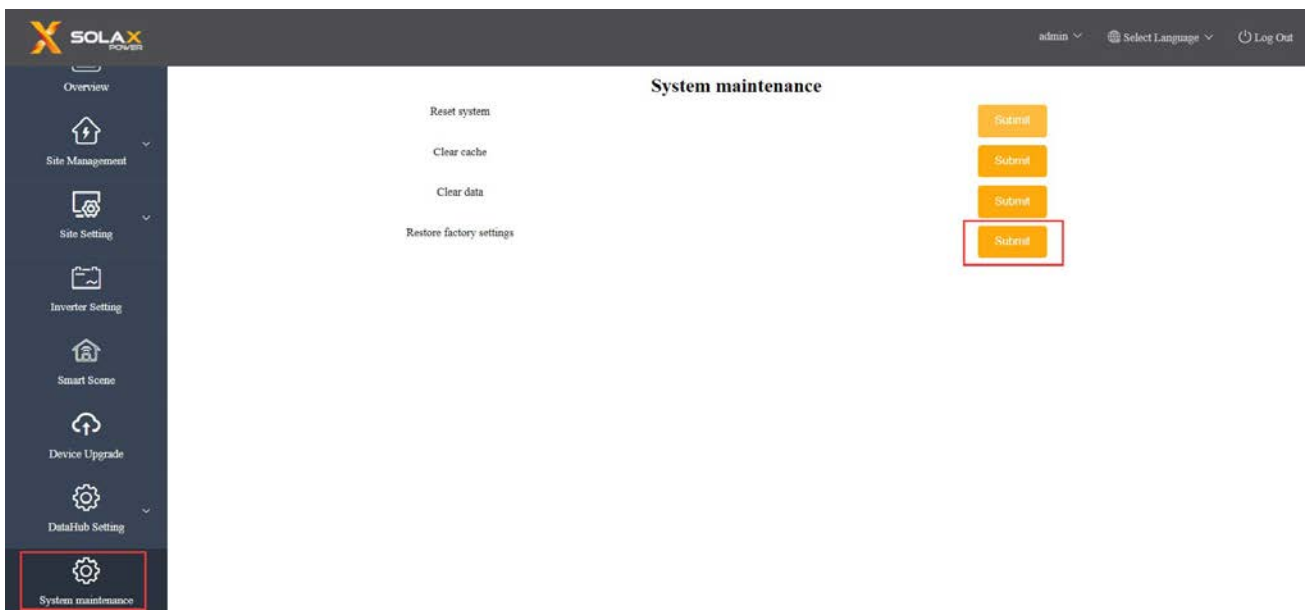 SOLAX
POWER
admin
Select Language
Log Out
Overview
Site Management
Site Setting
Inverter Setting
Smart Scene
Device Upgrade
DataHub Setting
System maintenance
System maintenance
Reset system Submit
Clear cache Submit
Clear data Submit
Restore factory settings Submit